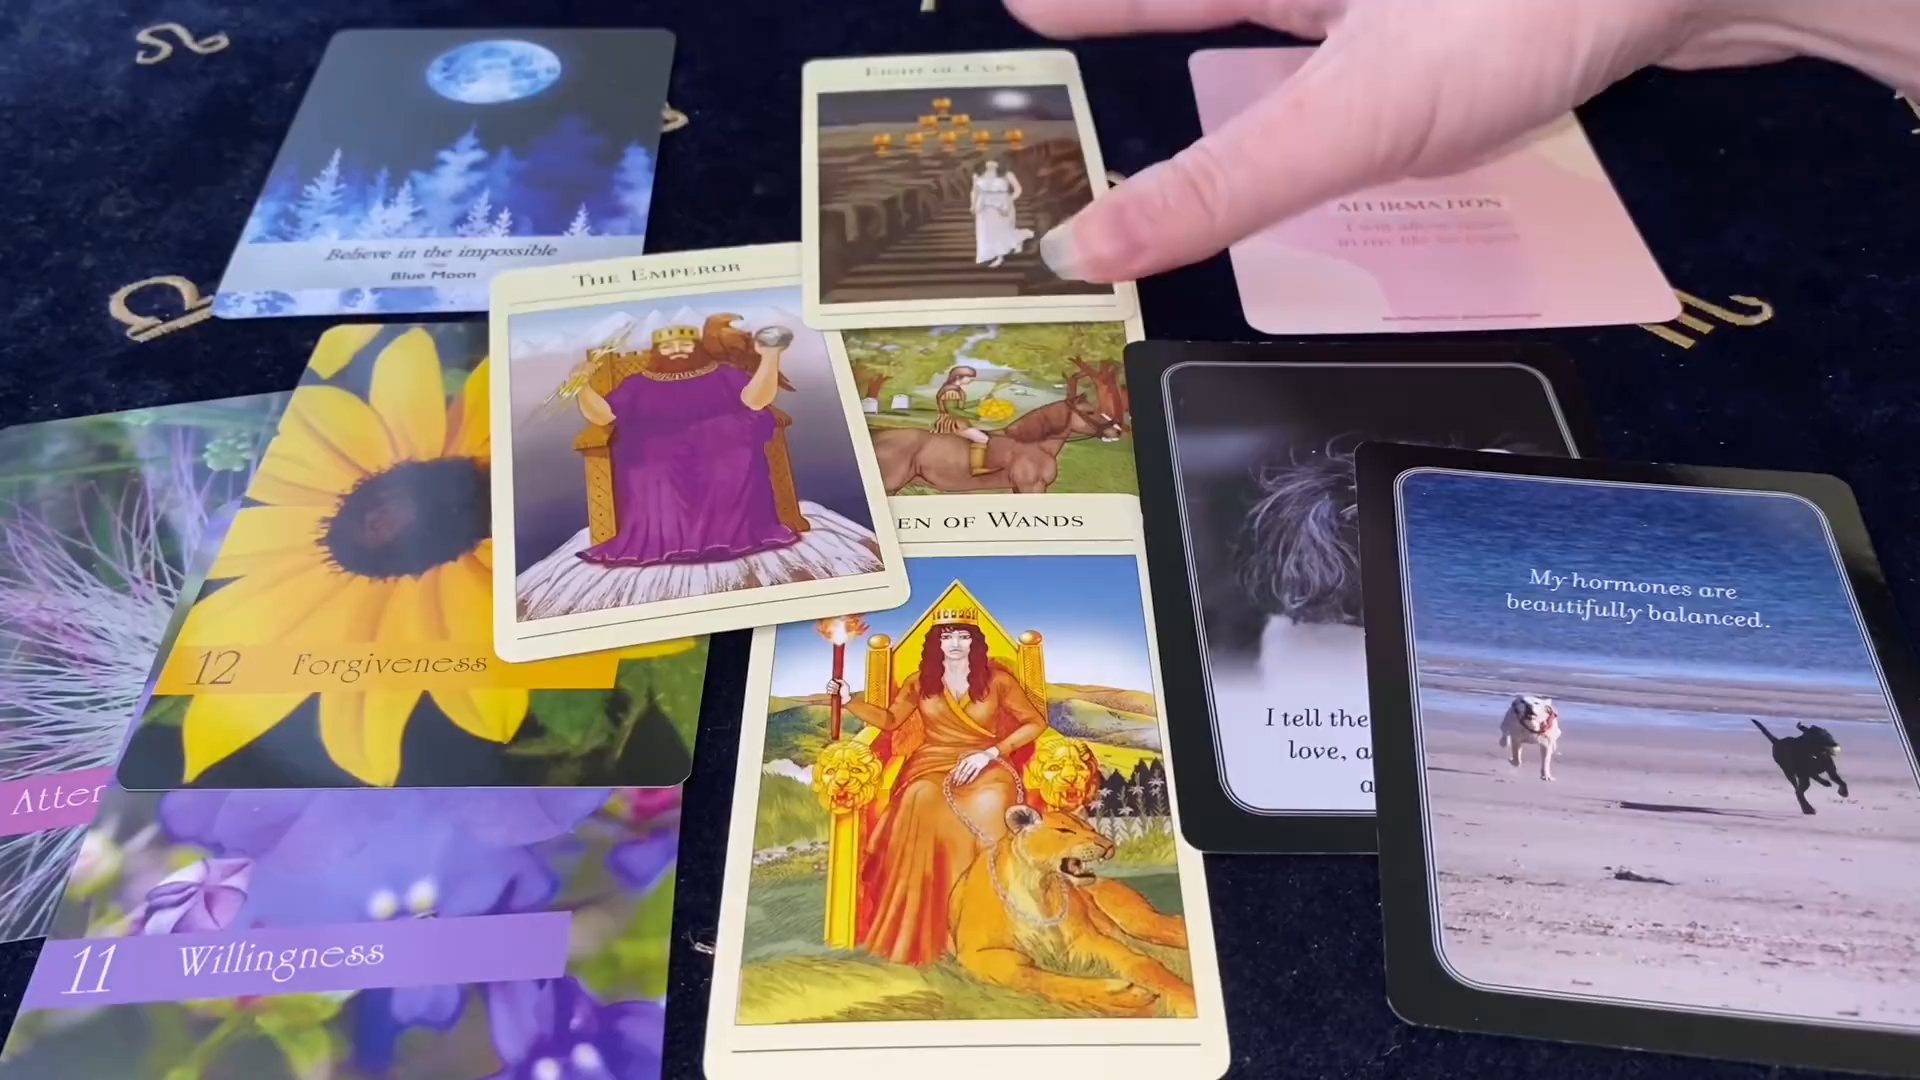 EIGHT OF CUPS
AFFIRMATION
Believe in the impossible
Blue Moon
THE EMPEROR
EN OF WANDS
My hormones are
beautifully balanced.
12 Forgiveness
I tell the
love, a
a
Atter
11 Willingness